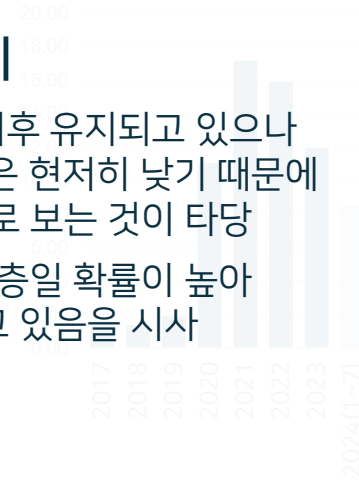 20.00
18.00
16.00
후 유지되고 있으나
은 현저히 낮기 때문에
로 보는 것이 타당
6.00
층일 확률이 높아
고 있음을 시사
0.00
2017
2018
2019
2020
2021
2022
2023
2024(1~7)